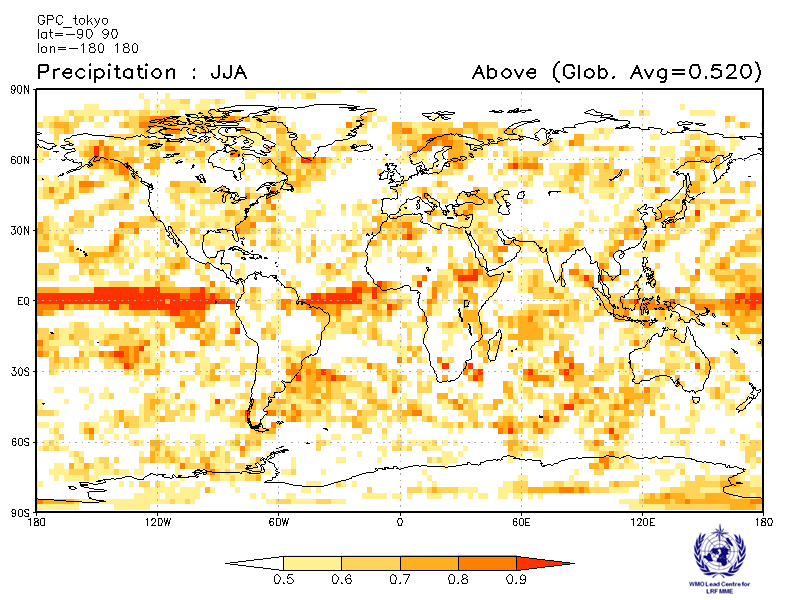 GPC_tokyo
lat=-90 90
lon=-180 180
Precipitation : JJA Above (Glob. Avg=0.520)
90N
60N
30N
EQ
30S
60S
90S
180 120W 60W 0 60E 120E 180
0.5 0.6 0.7 0.8 0.9
WMO Lead Centre for
LRF MME